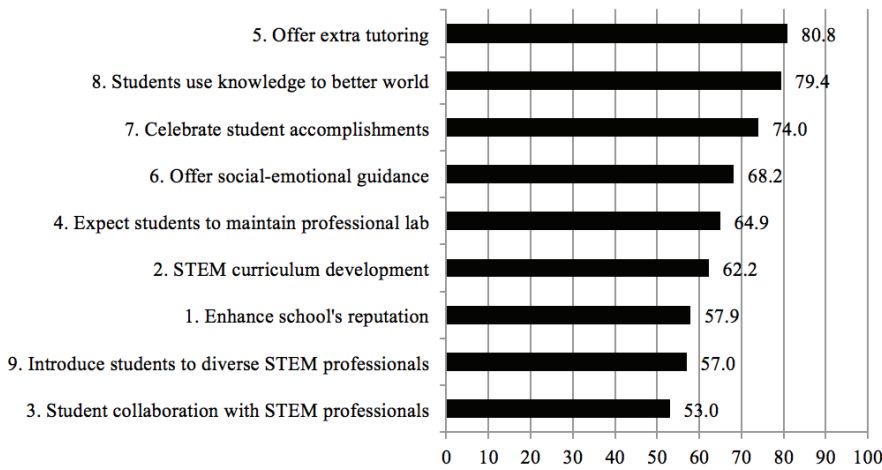 5. Offer extra tutoring 80.8
8. Students use knowledge to better world 79.4
7. Celebrate student accomplishments 74.0
6. Offer social-emotional guidance 68.2
4. Expect students to maintain professional lab 64.9
2. STEM curriculum development 62.2
1. Enhance school's reputation 57.9
9. Introduce students to diverse STEM professionals 57.0
3. Student collaboration with STEM professionals 53.0
0 10 20 30 40 50 60 70 80 90 100